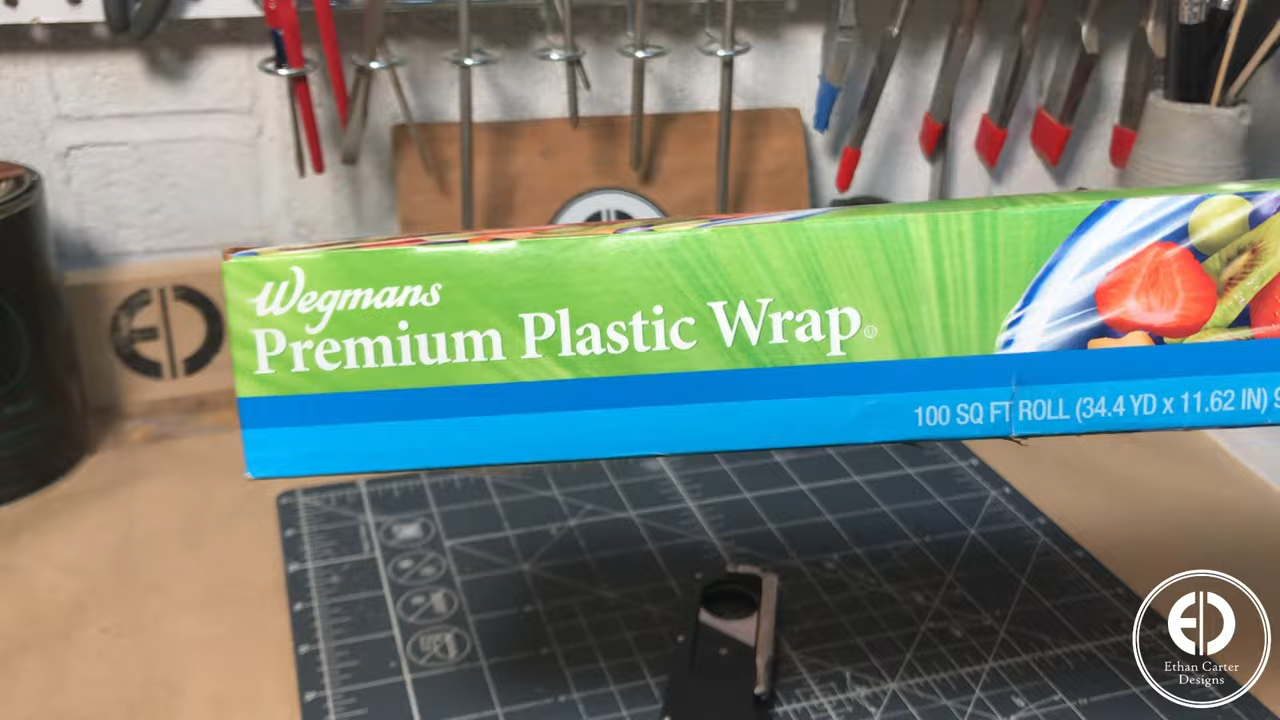 Wegmans
Premium Plastic Wrap
100 SQ FT ROLL (34.4 YD x 11.62 IN)
Ethan Carter
Designs